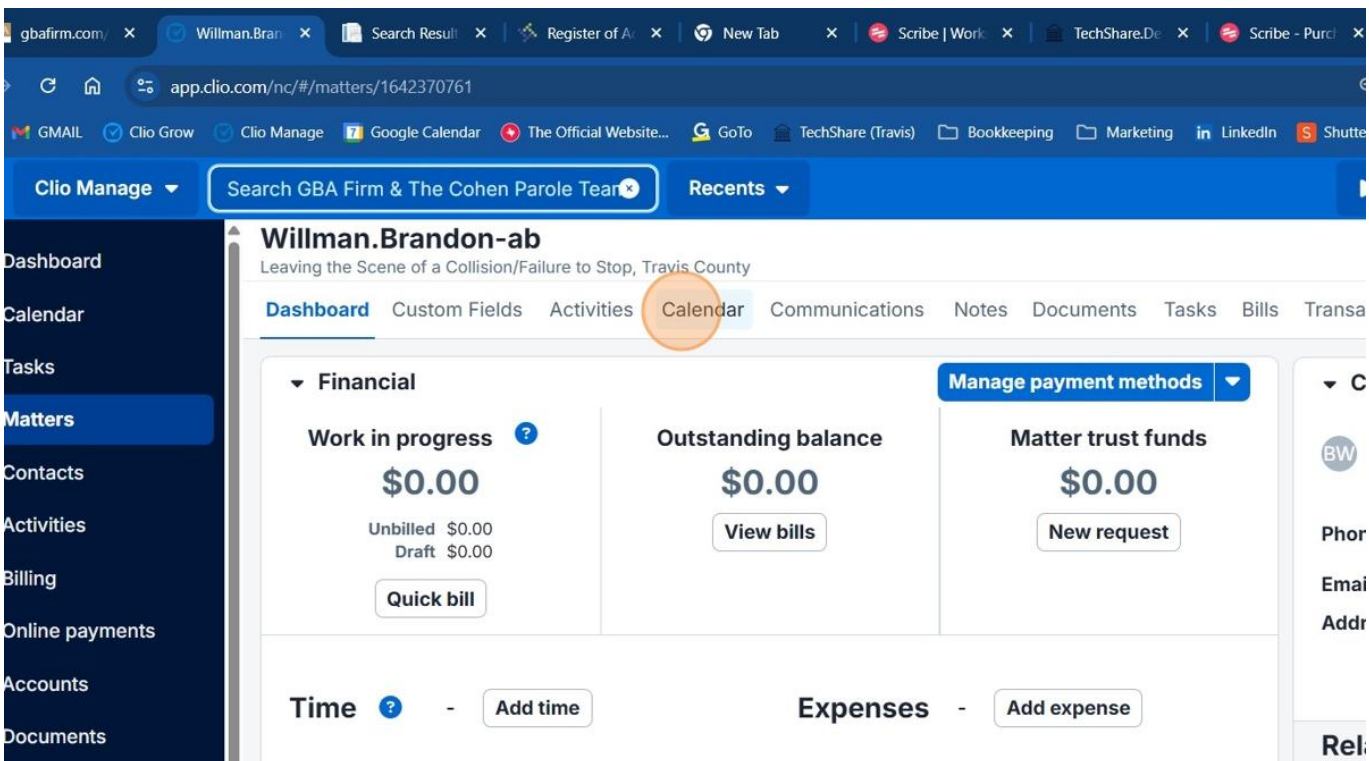 gbafirm.com/ Willman.Bran Search Result Register of A New Tab Scribe | Work TechShare.De Scribe - Purch
app.clio.com/nc/#/matters/1642370761
GMAIL Clio Grow Clio Manage 7 Google Calendar The Official Website... GoTo TechShare (Travis) Bookkeeping Marketing in LinkedIn S Shutte
Clio Manage Search GBA Firm & The Cohen Parole Tean Recents
Willman.Brandon-ab
Leaving the Scene of a Collision/Failure to Stop, Travis County
Dashboard Custom Fields Activities Calendar Communications Notes Documents Tasks Bills Transa
Dashboard
Calendar
Tasks
Matters
Contacts
Activities
Billing
Online payments
Accounts
Documents
Financial Manage payment methods
Work in progress ? Outstanding balance Matter trust funds
$0.00 $0.00 $0.00
Unbilled $0.00
Draft $0.00
View bills New request
Quick bill
Time ? - Add time Expenses - Add expense
C
BW
Phon
Emai
Addr
Rela